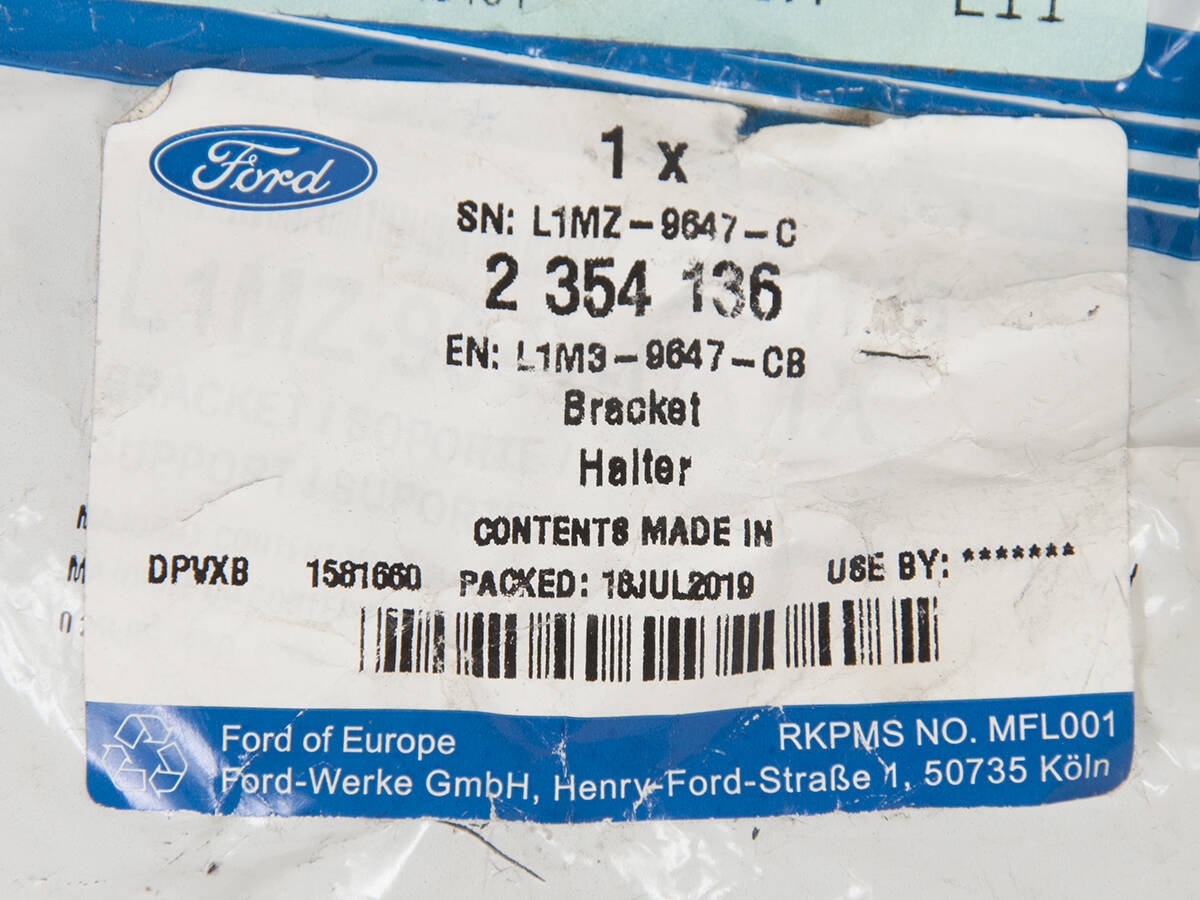 Ford
1 x
SN: L1MZ-9647-C
2 354 136
EN: L1M3-9647-CB
Bracket
Halter
CONTENTS MADE IN
DPVXB 1581660 PACKED: 18JUL2019 USE BY: *******
Ford of Europe RKPMS NO. MFL001
Ford-Werke GmbH, Henry-Ford-Straße 1, 50735 Köln